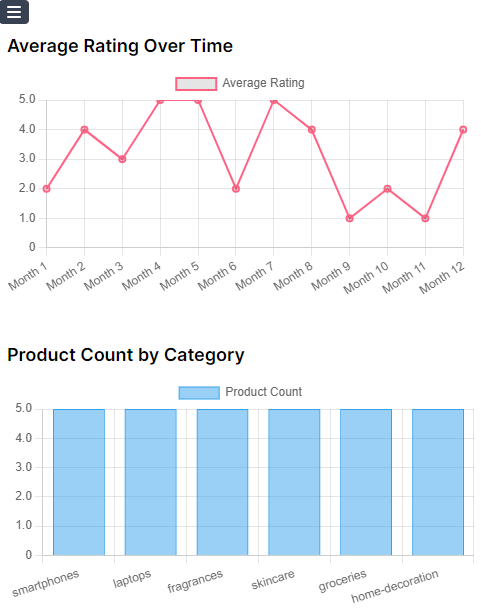 Average Rating Over Time
Average Rating
5.0
4.0
3.0
2.0
1.0
0
Month 1 Month 2 Month 3 Month 4 Month 5 Month 6 Month 7 Month 8 Month 9 Month 10 Month 11 Month 12
Product Count by Category
Product Count
5.0
4.0
3.0
2.0
1.0
0
smartphones laptops fragrances skincare groceries home-decoration